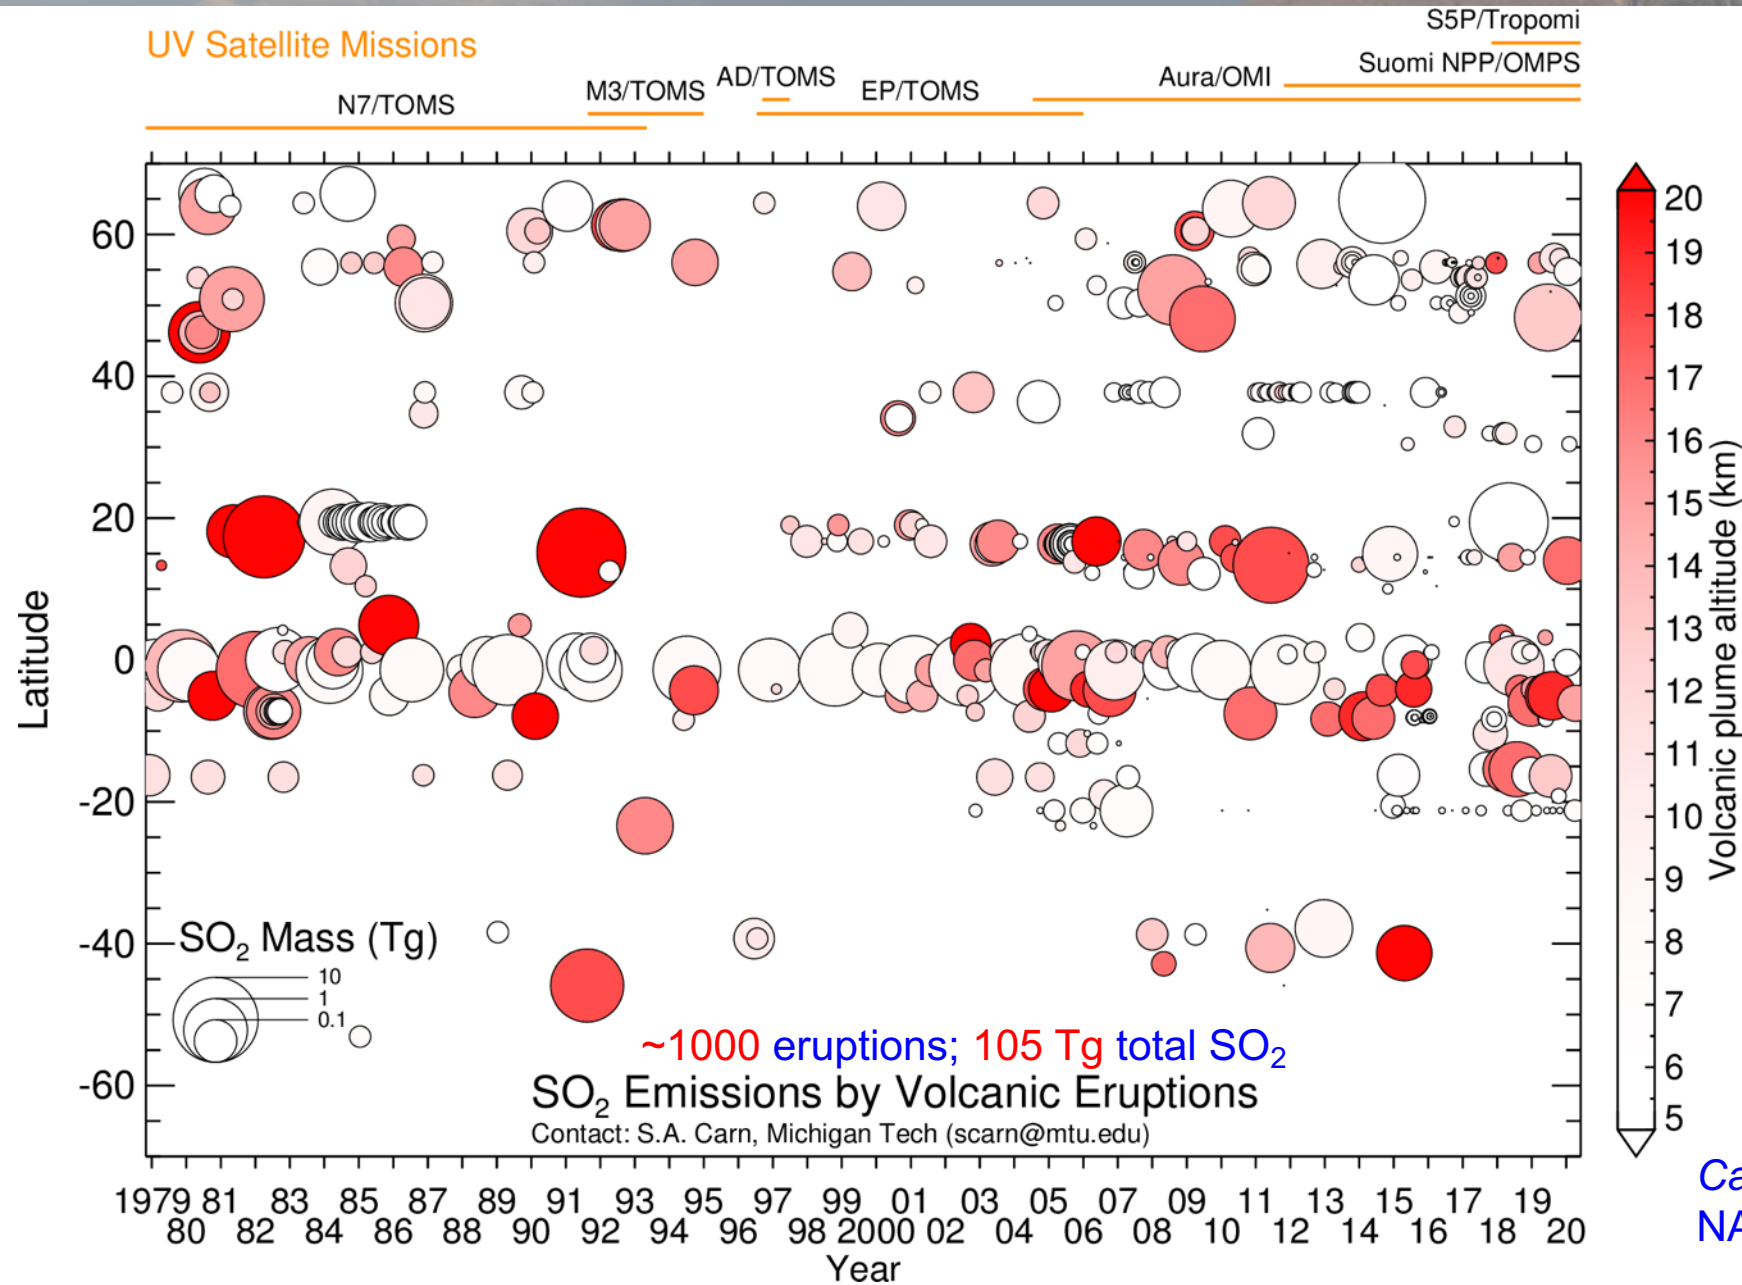 S5P/Tropomi
UV Satellite Missions
Suomi NPP/OMPS
AD/TOMS
Aura/OMI
M3/TOMS
EP/TOMS
N7/TOMS
60
40
20
0
-20
-40
-60
Latitude
SO2 Mass (Tg)
10
1
0.1
~1000 eruptions; 105 Tg total SO2
SO2 Emissions by Volcanic Eruptions
Contact: S.A. Carn, Michigan Tech (scarn@mtu.edu)
1979 81 83 85 87 89 91 93 95 97 99 01 03 05 07 09 11 13 15 17 19
80 82 84 86 88 90 92 94 96 98 2000 02 04 06 08 10 12 14 16 18 20
Year
20
19
18
17
16
15
14
13
12
11
10
9
8
7
6
5
Volcanic plume altitude (km)